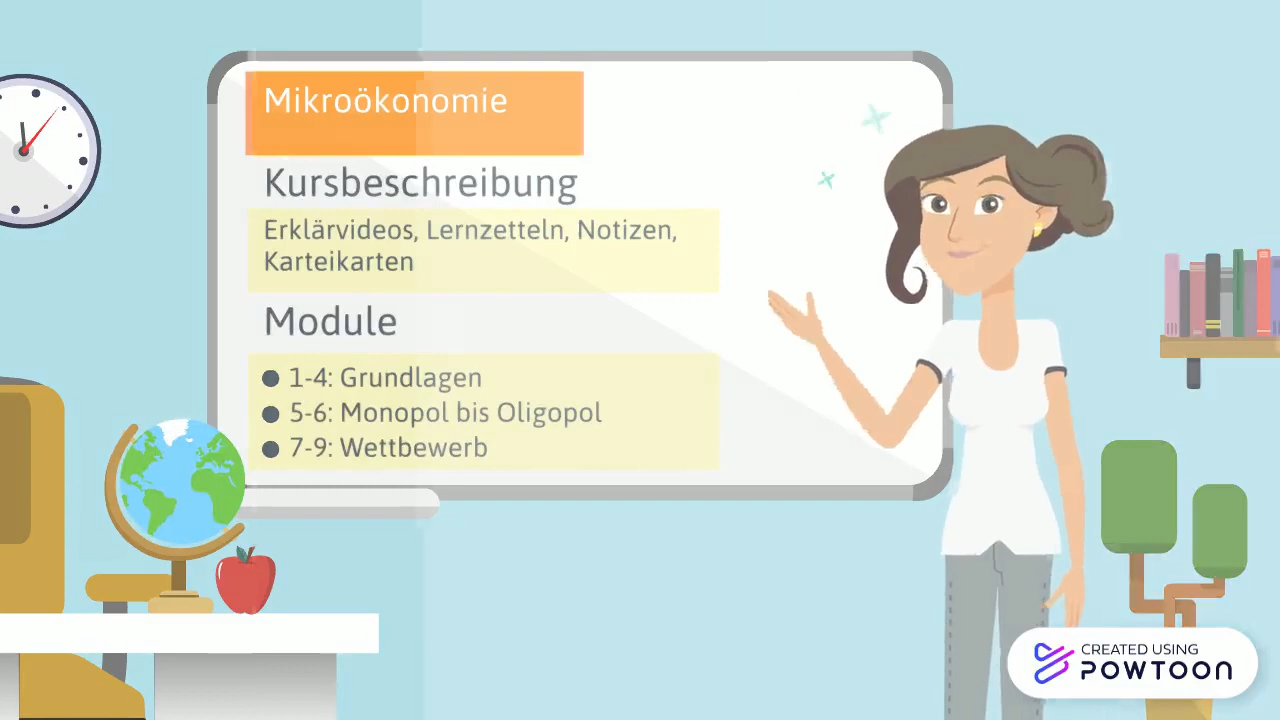 Mikroökonomie
Kursbeschreibung
Erklärvideos, Lernzetteln, Notizen,
Karteikarten
Module
1-4: Grundlagen
5-6: Monopol bis Oligopol
7-9: Wettbewerb
CREATED USING
POWTOON